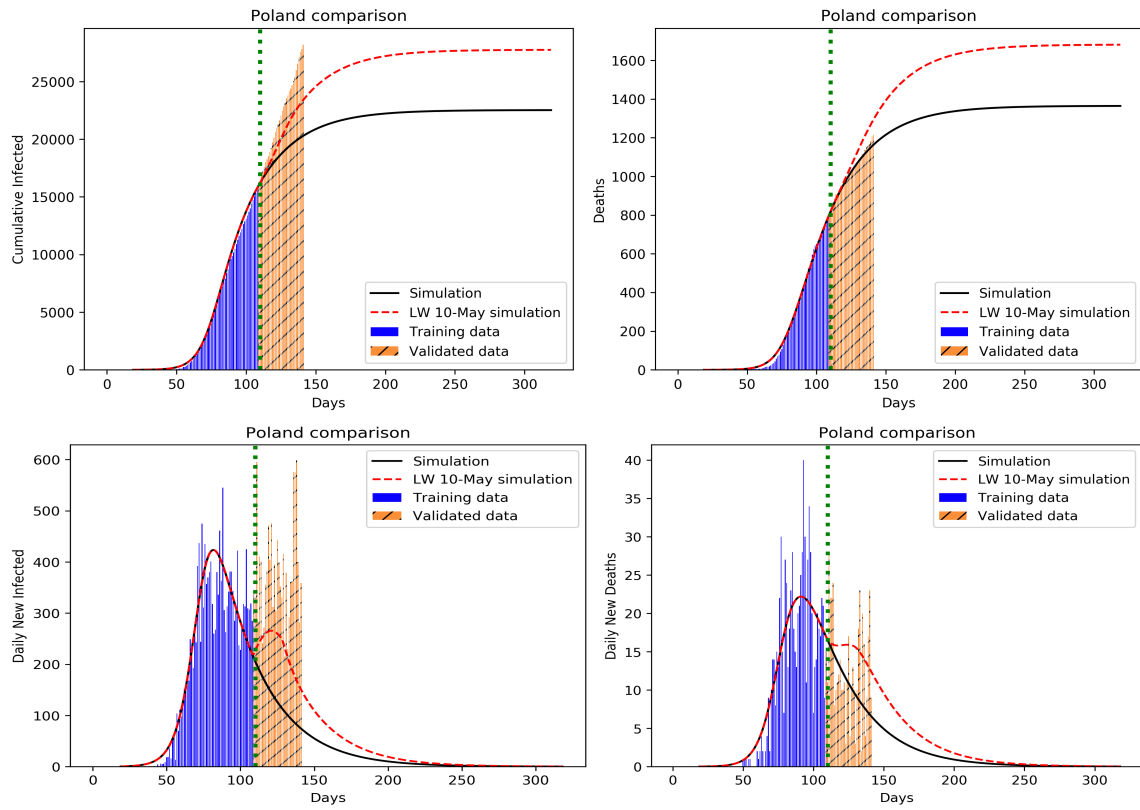 Poland comparison
Cumulative Infected
25000
20000
15000
10000
5000
0
0 50 100 150 200 250 300
Days
Simulation
LW 10-May simulation
Training data
Validated data
Poland comparison
Deaths
1600
1400
1200
1000
800
600
400
200
0
0 50 100 150 200 250 300
Days
Simulation
LW 10-May simulation
Training data
Validated data
Poland comparison
Daily New Infected
600
500
400
300
200
100
0
0 50 100 150 200 250 300
Days
Simulation
LW 10-May simulation
Training data
Validated data
Poland comparison
Daily New Deaths
40
35
30
25
20
15
10
5
0
0 50 100 150 200 250 300
Days
Simulation
LW 10-May simulation
Training data
Validated data